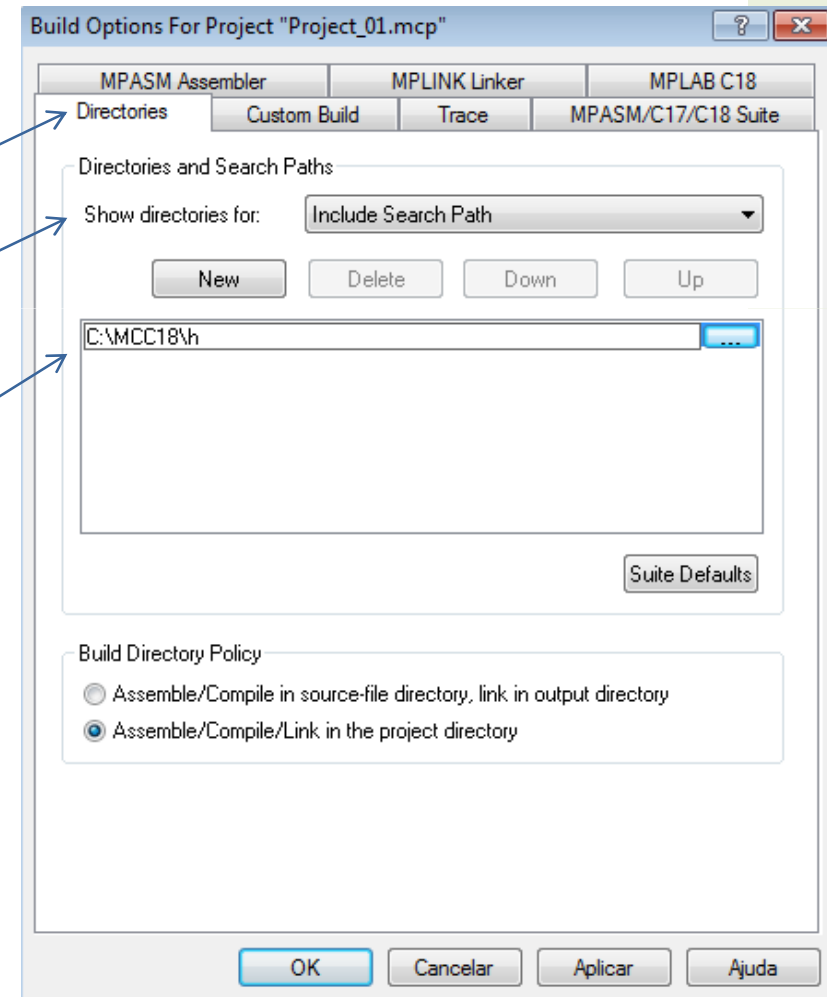 Build Options For Project "Project_01.mcp"
MPASM Assembler MPLINK Linker MPLAB C18
Directories Custom Build Trace MPASM/C17/C18 Suite
Directories and Search Paths
Show directories for: Include Search Path
New Delete Down Up
C:\MCC18\h ...
Suite Defaults
Build Directory Policy
Assemble/Compile in source-file directory, link in output directory
Assemble/Compile/Link in the project directory
OK Cancelar Aplicar Ajuda